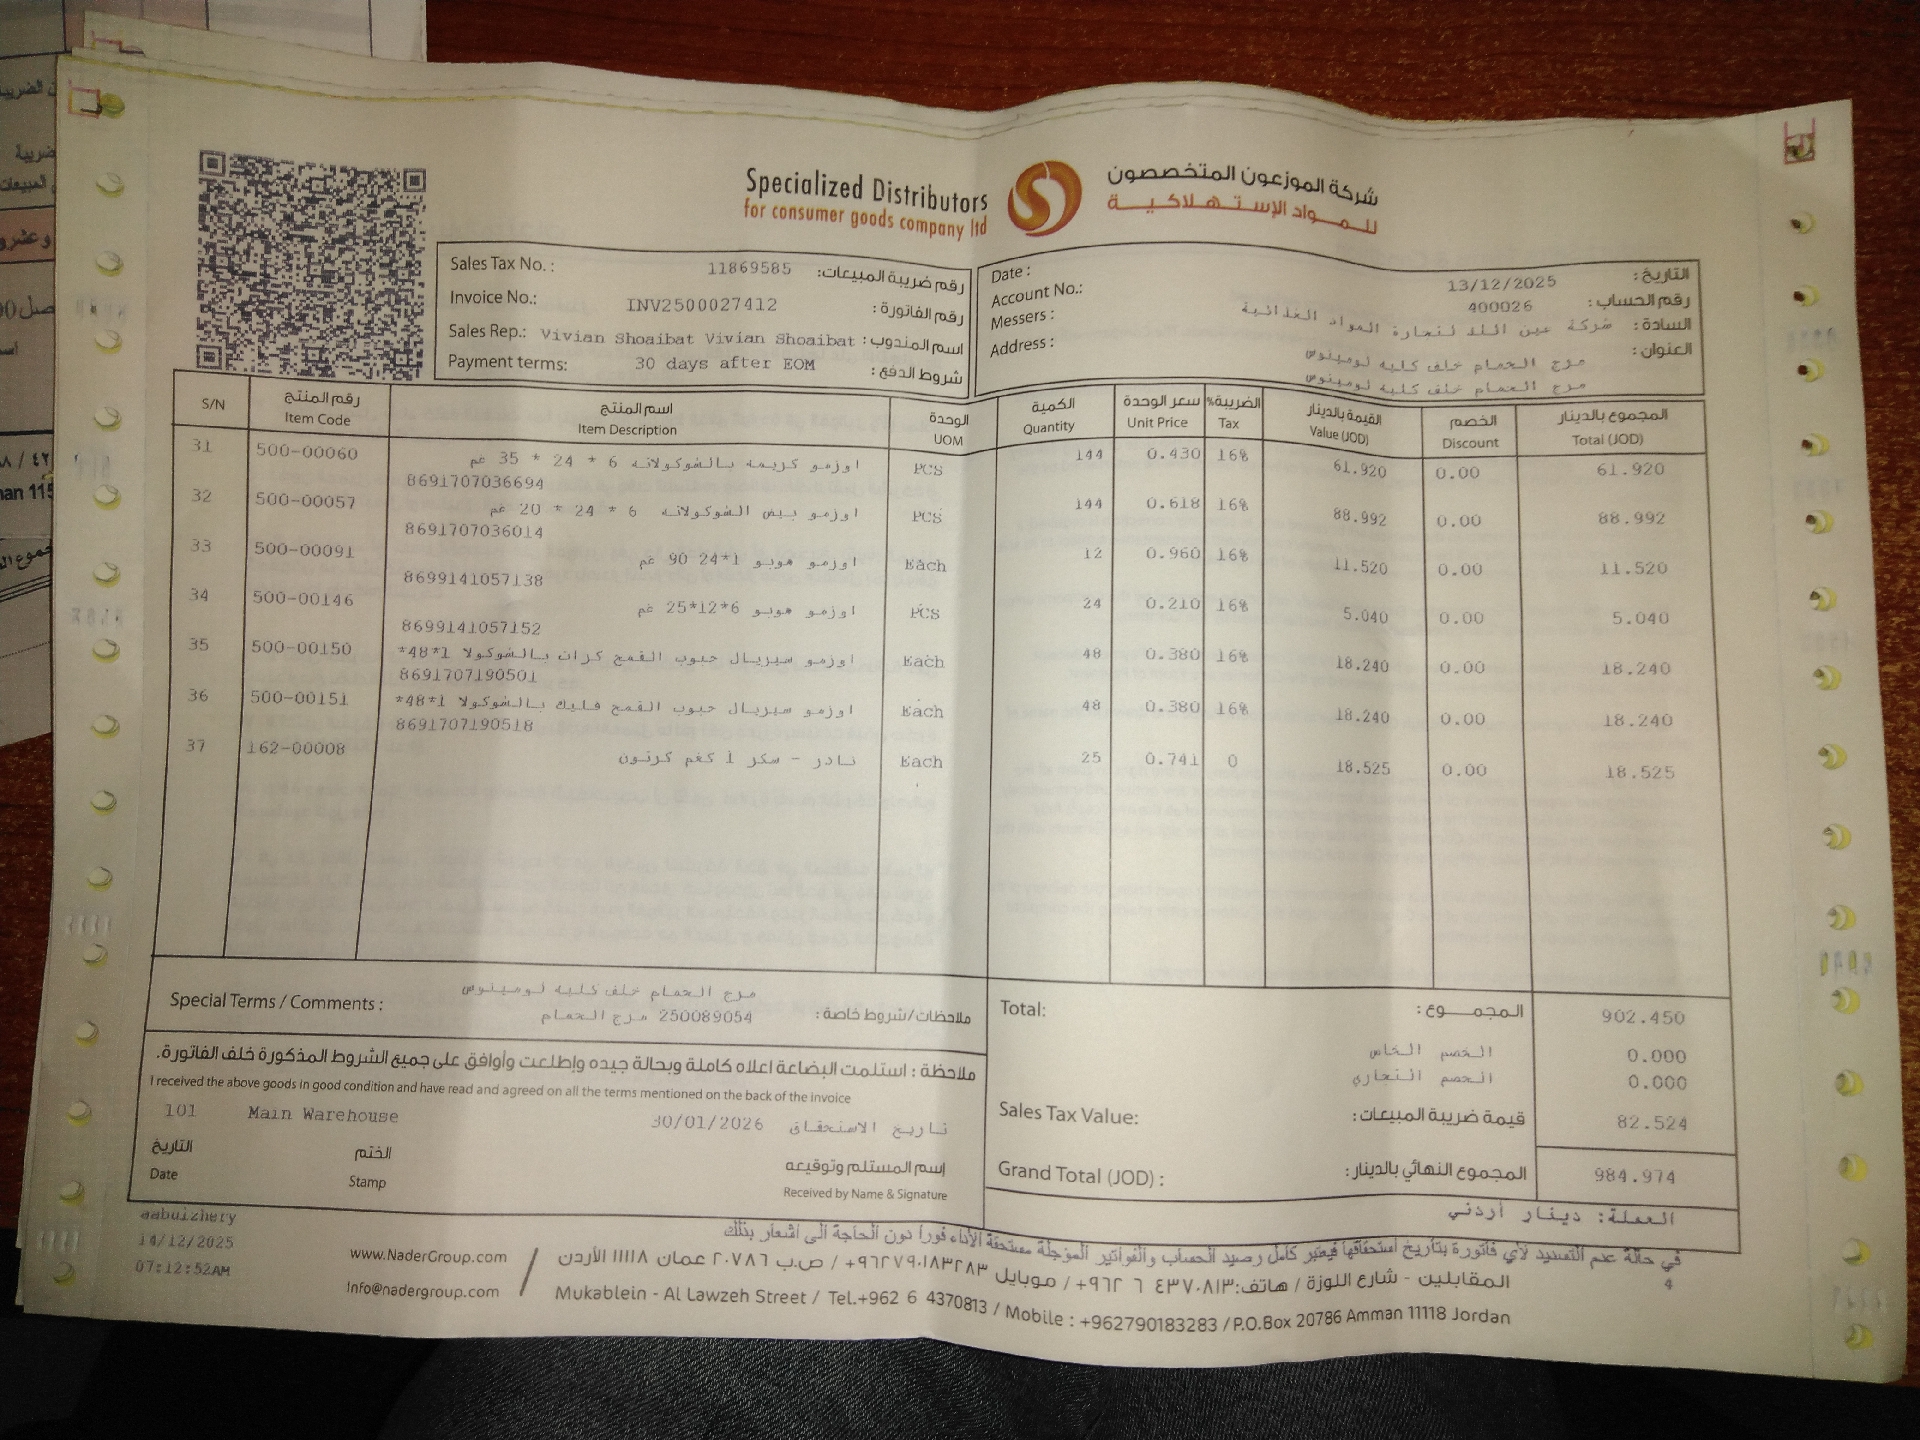 Specialized Distributors
for consumer goods company ltd
شركة الموزعون المتخصصون
للمواد الإستهلاكية
Sales Tax No.: 11869585 رقم ضريبة المبيعات:
Invoice No.: INV2500027412 رقم الفاتورة:
Sales Rep.: Vivian Shoaibat Vivian Shoaibat اسم المندوب:
Payment terms: 30 days after EOM شروط الدفع:
Date: 13/12/2025 التاريخ:
Account No.: 400026 رقم الحساب:
Messers: شركة عين اللد لتجارة المواد الغذائية السادة:
Address: مرج الحمام خلف كلية لومينوس العنوان:
مرج الحمام خلف كلية لومينوس
S/N رقم المنتج اسم المنتج الوحدة الكمية سعر الوحدة الضريبة% القيمة بالدينار الخصم المجموع بالدينار
Item Code Item Description UOM Quantity Unit Price Tax Value (JOD) Discount Total (JOD)
31 500-00060 اوزمو كريمه بالشوكولاته 6 * 24 * 35 غم PCS 144 0.430 16% 61.920 0.00 61.920
8691707036694
32 500-00057 اوزمو بيض الشوكولاته 6 * 24 * 20 غم PCS 144 0.618 16% 88.992 0.00 88.992
8691707036014
33 500-00091 اوزمو هوبو 1*24 90 غم Each 12 0.960 16% 11.520 0.00 11.520
8699141057138
34 500-00146 اوزمو هوبو 6*12*25 غم PCS 24 0.210 16% 5.040 0.00 5.040
8699141057152
35 500-00150 اوزمو سيريال حبوب القمح كرات بالشوكولا 1*48* Each 48 0.380 16% 18.240 0.00 18.240
8691707190501
36 500-00151 اوزمو سيريال حبوب القمح فليك بالشوكولا 1*48* Each 48 0.380 16% 18.240 0.00 18.240
8691707190518
37 162-00008 نادر - سكر 1 كغم كرتون Each 25 0.741 0 18.525 0.00 18.525
مرج الحمام خلف كلية لومينوس
Special Terms / Comments: 250089054 مرج الحمام ملاحظات/شروط خاصة:
ملاحظة : استلمت البضاعة اعلاه كاملة وبحالة جيده وإطلعت وأوافق على جميع الشروط المذكورة خلف الفاتورة.
I received the above goods in good condition and have read and agreed on all the terms mentioned on the back of the invoice
101 Main Warehouse 30/01/2026 تاريخ الاستحقاق
التاريخ الختم اسم المستلم وتوقيعه
Date Stamp Received by Name & Signature
Total: المجموع: 902.450
الخصم الخاص 0.000
الخصم التجاري 0.000
Sales Tax Value: قيمة ضريبة المبيعات: 82.524
Grand Total (JOD): المجموع النهائي بالدينار: 984.974
العملة: دينار أردني
aabuizhery
14/12/2025
07:12:52AM
www.NaderGroup.com
Info@nadergroup.com
في حالة عدم التسديد لأي فاتورة بتاريخ استحقاقها فيعتبر كامل رصيد الحساب والفواتير المؤجلة مستحقة الأداء فوراً دون الحاجة الى اشعار بذلك
المقابلين - شارع اللوزة / هاتف: ٤٣٧٠٨١٣ ٦ ٩٦٢+ / موبايل ٩٦٢٧٩٠١٨٣٢٨٣+ / ص.ب ٢٠٧٨٦ عمان ١١١١٨ الأردن
4
Mukablein - Al Lawzeh Street / Tel.+962 6 4370813 / Mobile : +962790183283 / P.O.Box 20786 Amman 11118 Jordan